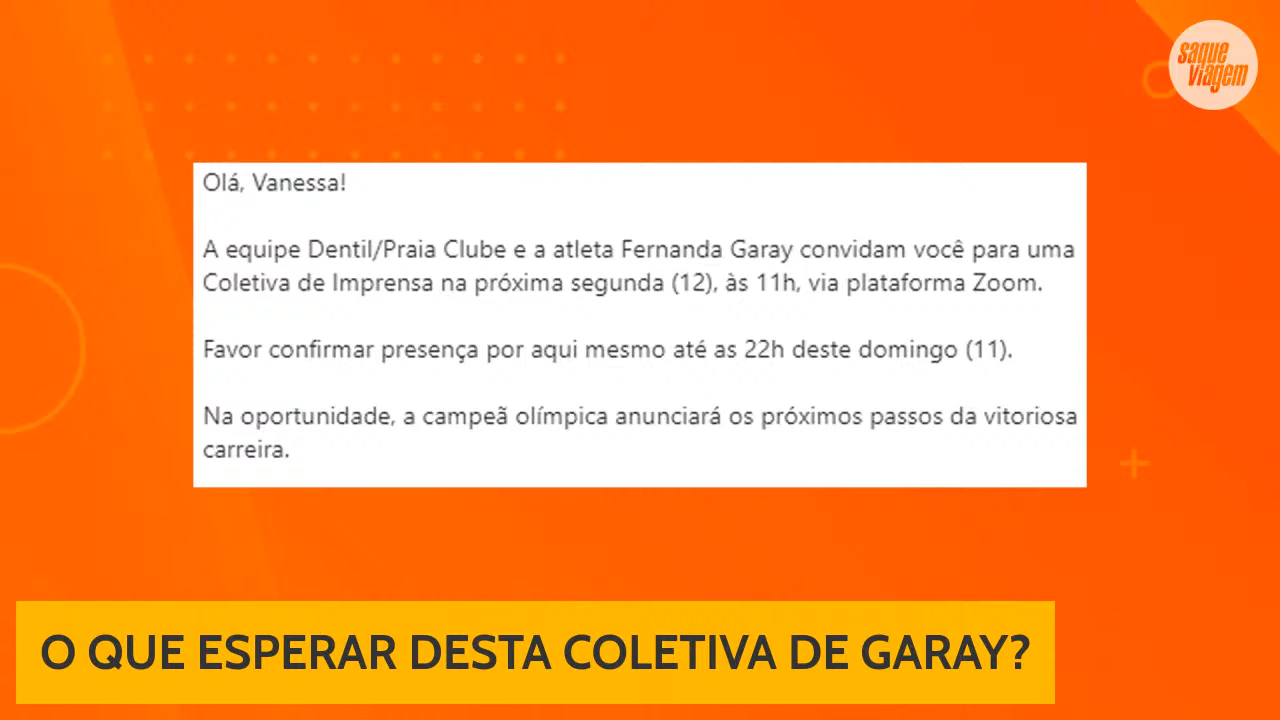 saque
viagem
Olá, Vanessa!
A equipe Dentil/Praia Clube e a atleta Fernanda Garay convidam você para uma
Coletiva de Imprensa na próxima segunda (12), às 11h, via plataforma Zoom.
Favor confirmar presença por aqui mesmo até as 22h deste domingo (11).
Na oportunidade, a campeã olímpica anunciará os próximos passos da vitoriosa
carreira.
O QUE ESPERAR DESTA COLETIVA DE GARAY?